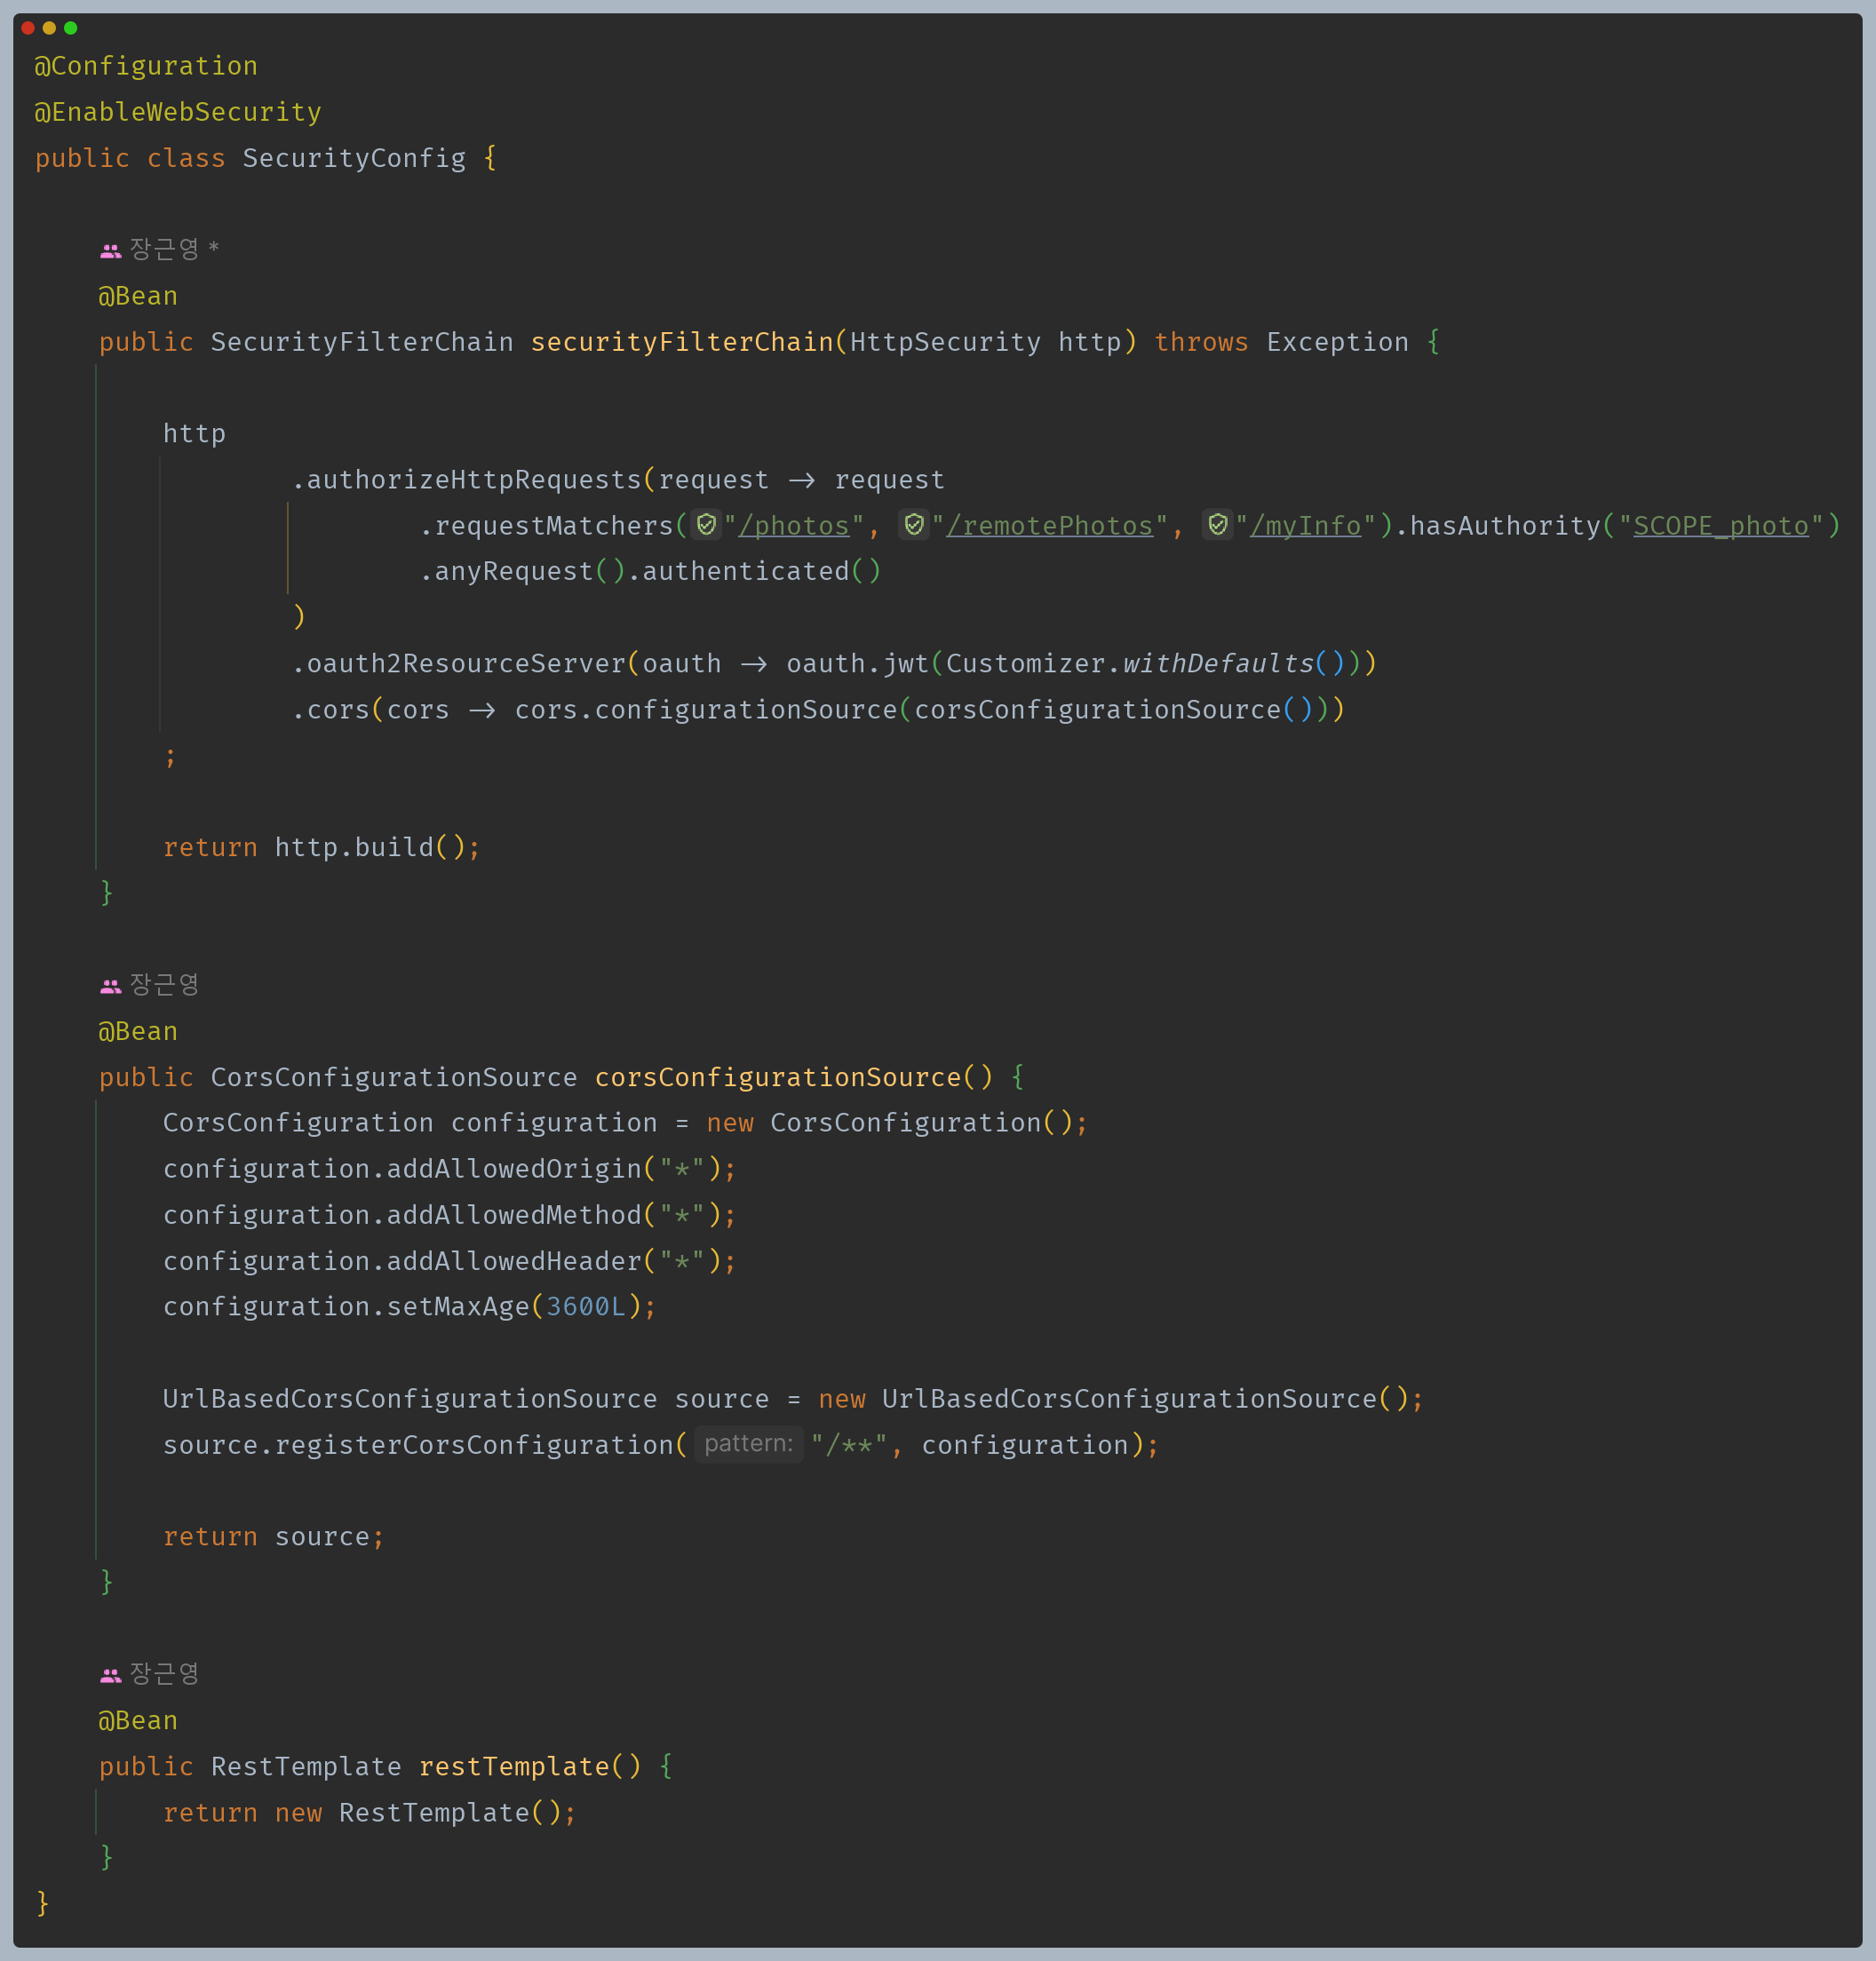 @Configuration
@EnableWebSecurity
public class SecurityConfig {
장근영 *
@Bean
public SecurityFilterChain securityFilterChain(HttpSecurity http) throws Exception {
http
.authorizeHttpRequests(request -> request
.requestMatchers("/photos", "/remotePhotos", "/myInfo").hasAuthority("SCOPE_photo")
.anyRequest().authenticated()
)
.oauth2ResourceServer(oauth -> oauth.jwt(Customizer.withDefaults()))
.cors(cors -> cors.configurationSource(corsConfigurationSource()))
;
return http.build();
}
장근영
@Bean
public CorsConfigurationSource corsConfigurationSource() {
CorsConfiguration configuration = new CorsConfiguration();
configuration.addAllowedOrigin("*");
configuration.addAllowedMethod("*");
configuration.addAllowedHeader("*");
configuration.setMaxAge(3600L);
UrlBasedCorsConfigurationSource source = new UrlBasedCorsConfigurationSource();
source.registerCorsConfiguration( pattern: "/**", configuration);
return source;
}
장근영
@Bean
public RestTemplate restTemplate() {
return new RestTemplate();
}
}